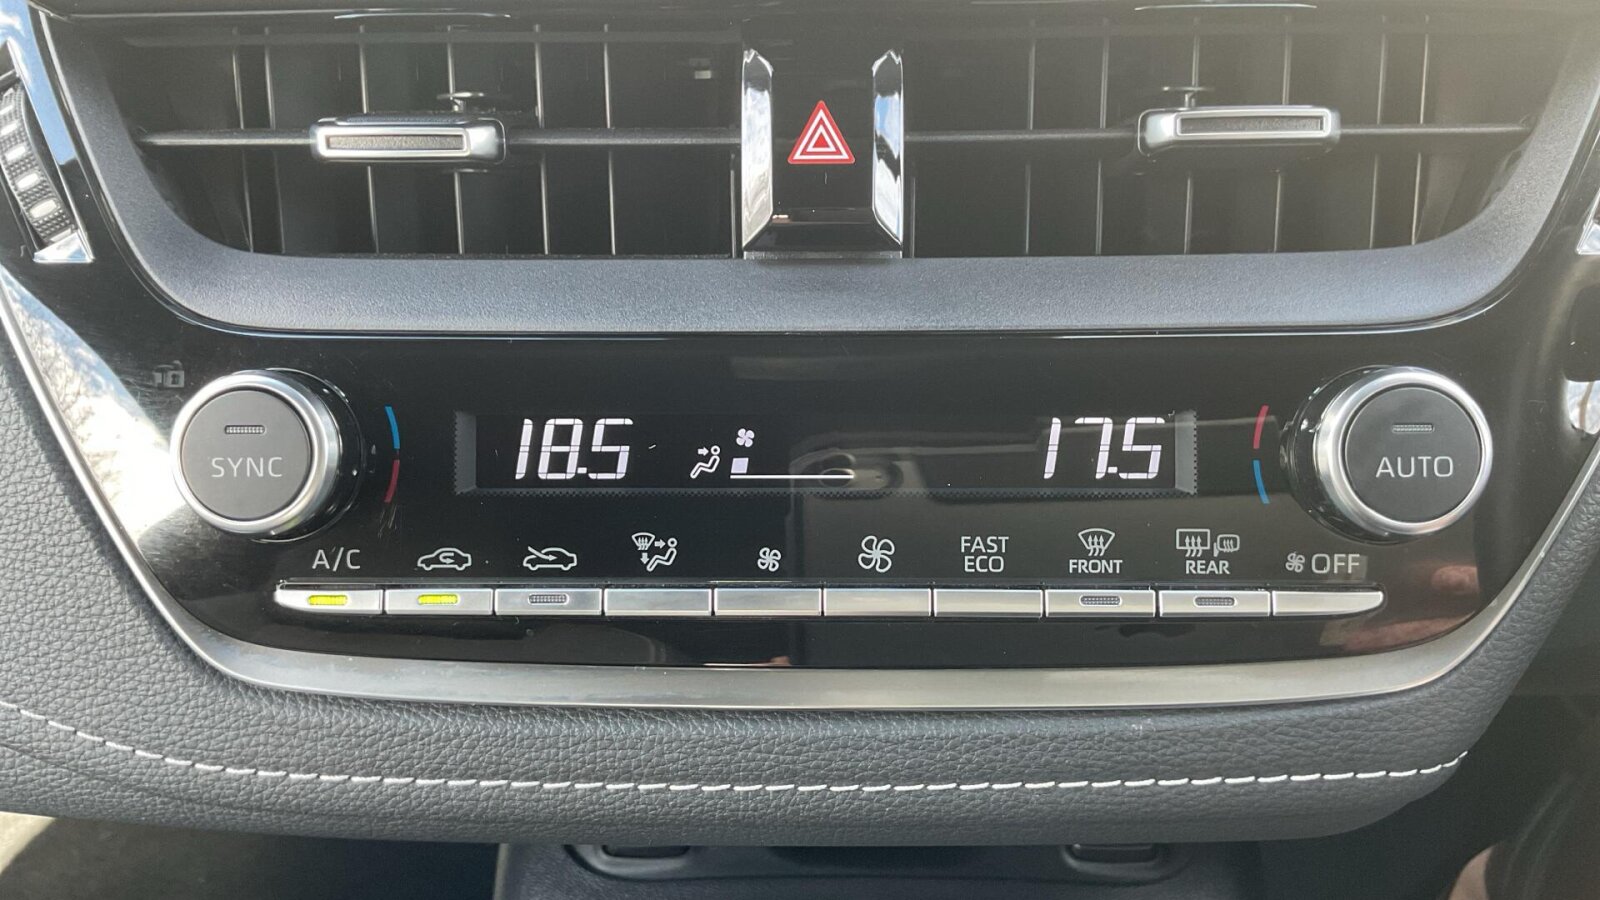 18.5
17.5
SYNC
AUTO
A/C
FAST
ECO
FRONT
REAR
OFF